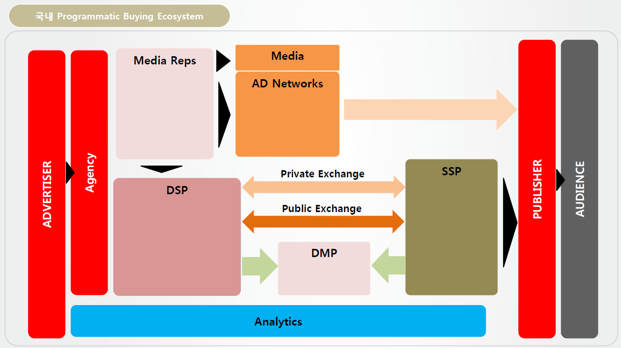 국내 Programmatic Buying Ecosystem
ADVERTISER
Agency
Media Reps
Media
AD Networks
DSP
Private Exchange
Public Exchange
DMP
SSP
PUBLISHER
AUDIENCE
Analytics